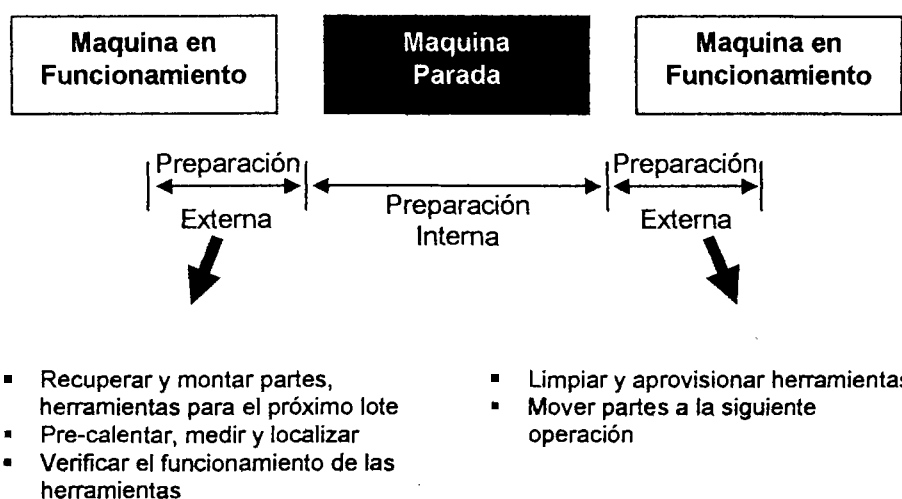 Maquina en
Funcionamiento
Maquina
Parada
Maquina en
Funcionamiento
Preparación
Externa
Preparación
Interna
Preparación
Externa
▪ Recuperar y montar partes,
herramientas para el próximo lote
▪ Pre-calentar, medir y localizar
▪ Verificar el funcionamiento de las
herramientas
▪ Limpiar y aprovisionar herramientas
▪ Mover partes a la siguiente
operación